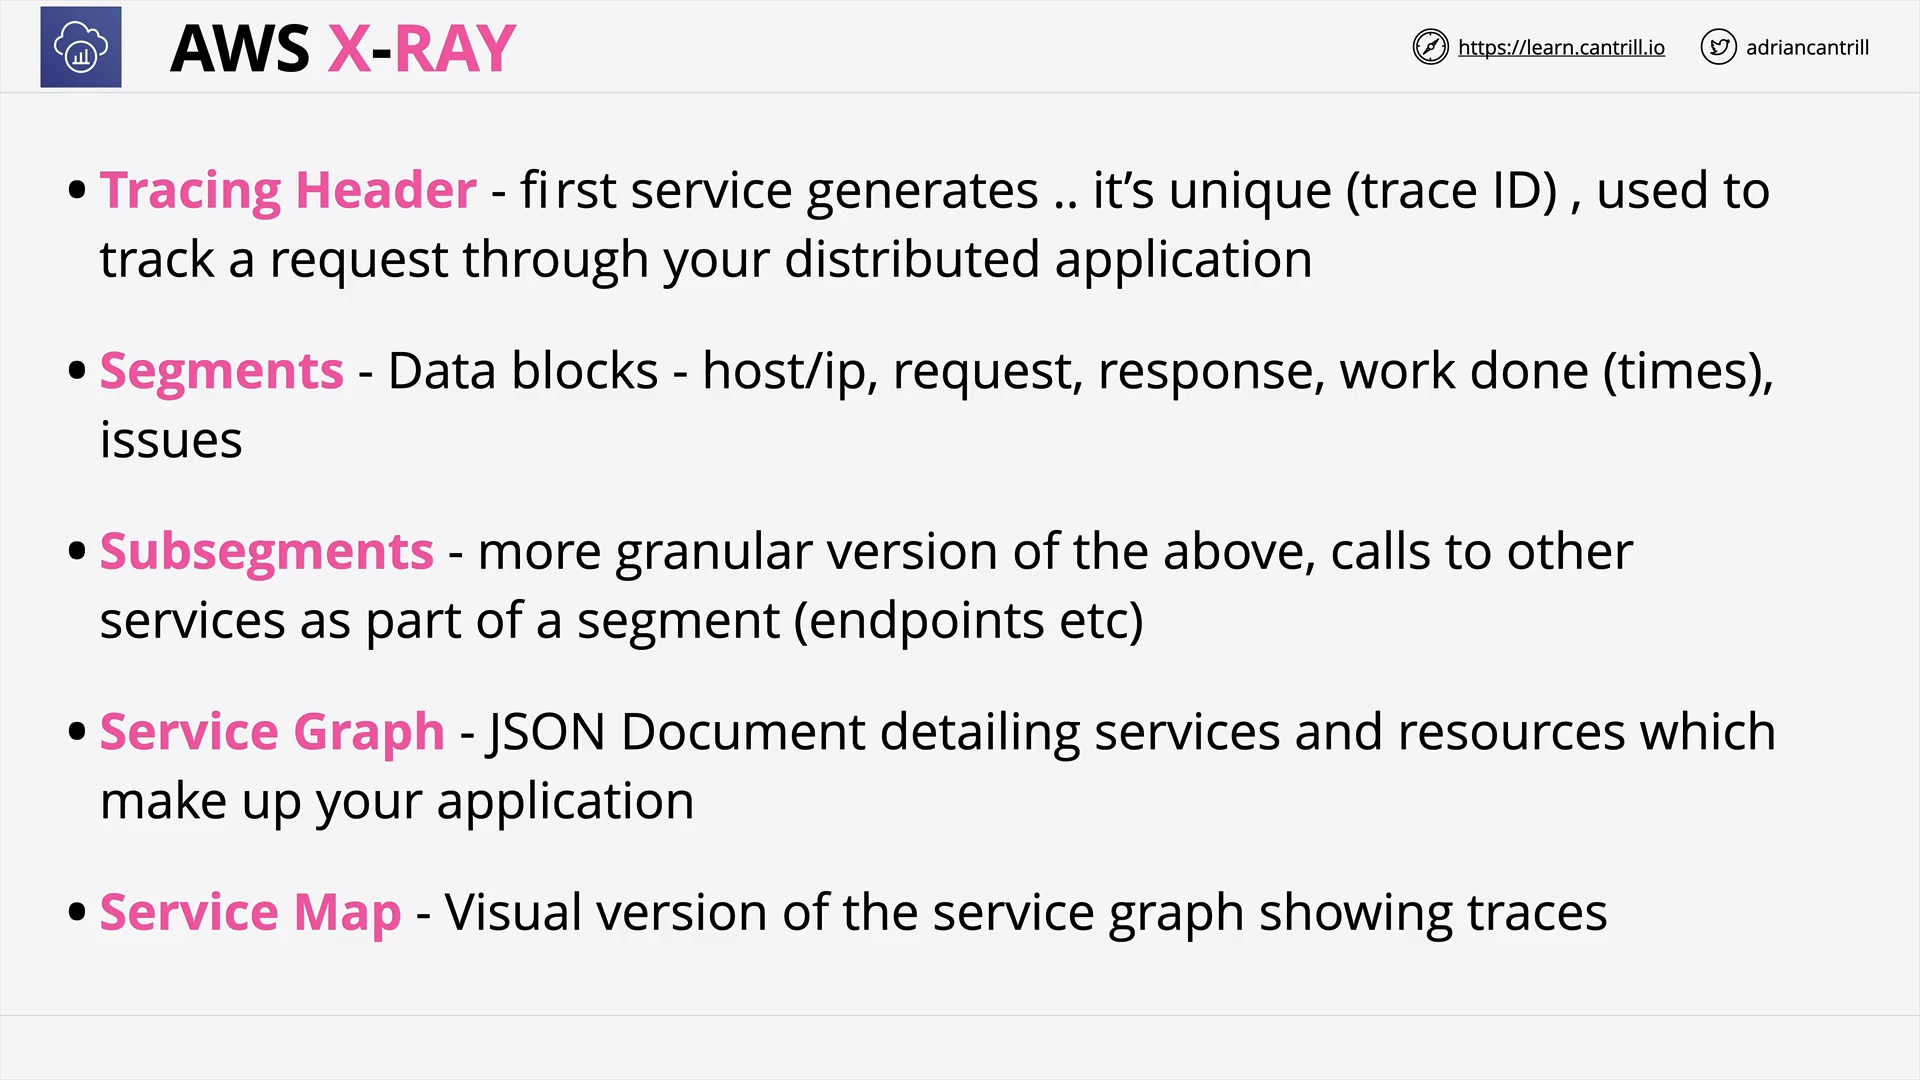 AWS X-RAY
https://learn.cantrill.io
adriancantrill
• Tracing Header - first service generates .. it’s unique (trace ID) , used to
track a request through your distributed application
• Segments - Data blocks - host/ip, request, response, work done (times),
issues
• Subsegments - more granular version of the above, calls to other
services as part of a segment (endpoints etc)
• Service Graph - JSON Document detailing services and resources which
make up your application
• Service Map - Visual version of the service graph showing traces